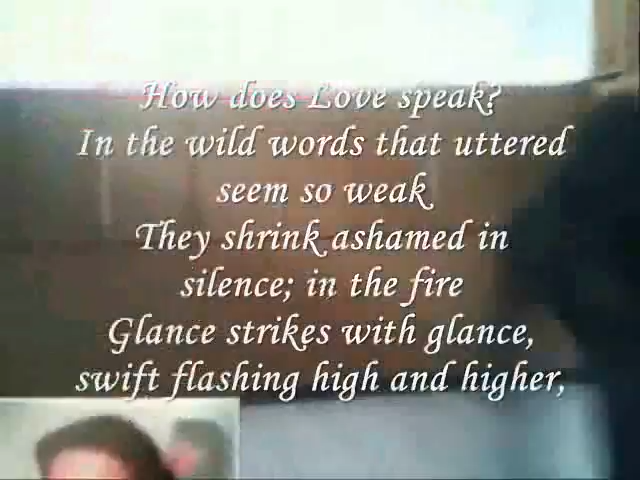 How does Love speak?
In the wild words that uttered
seem so weak
They shrink ashamed in
silence; in the fire
Glance strikes with glance,
swift flashing high and higher,